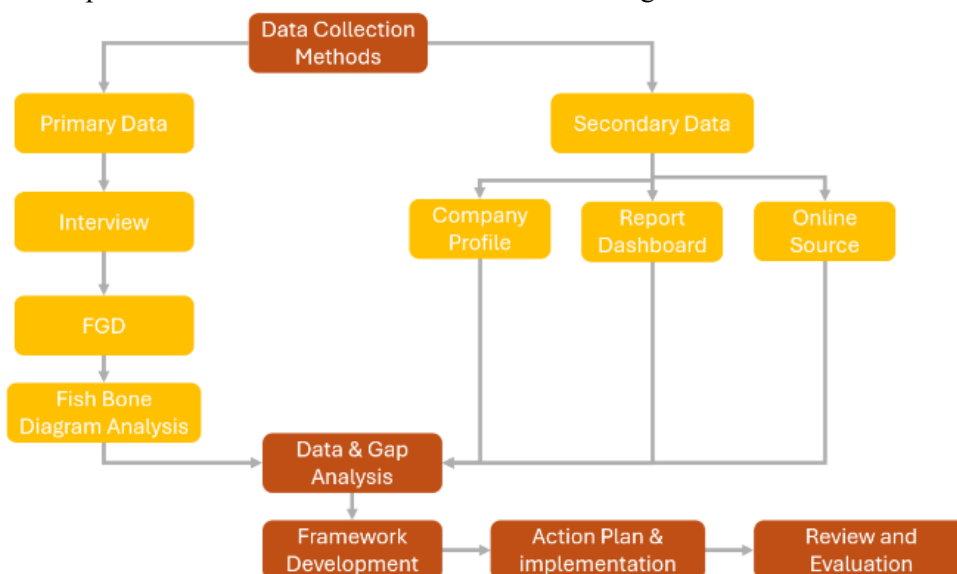 Data Collection
Methods
Primary Data
Secondary Data
Interview
Company
Profile
Report
Dashboard
Online
Source
FGD
Fish Bone
Diagram Analysis
Data & Gap
Analysis
Framework
Development
Action Plan &
implementation
Review and
Evaluation